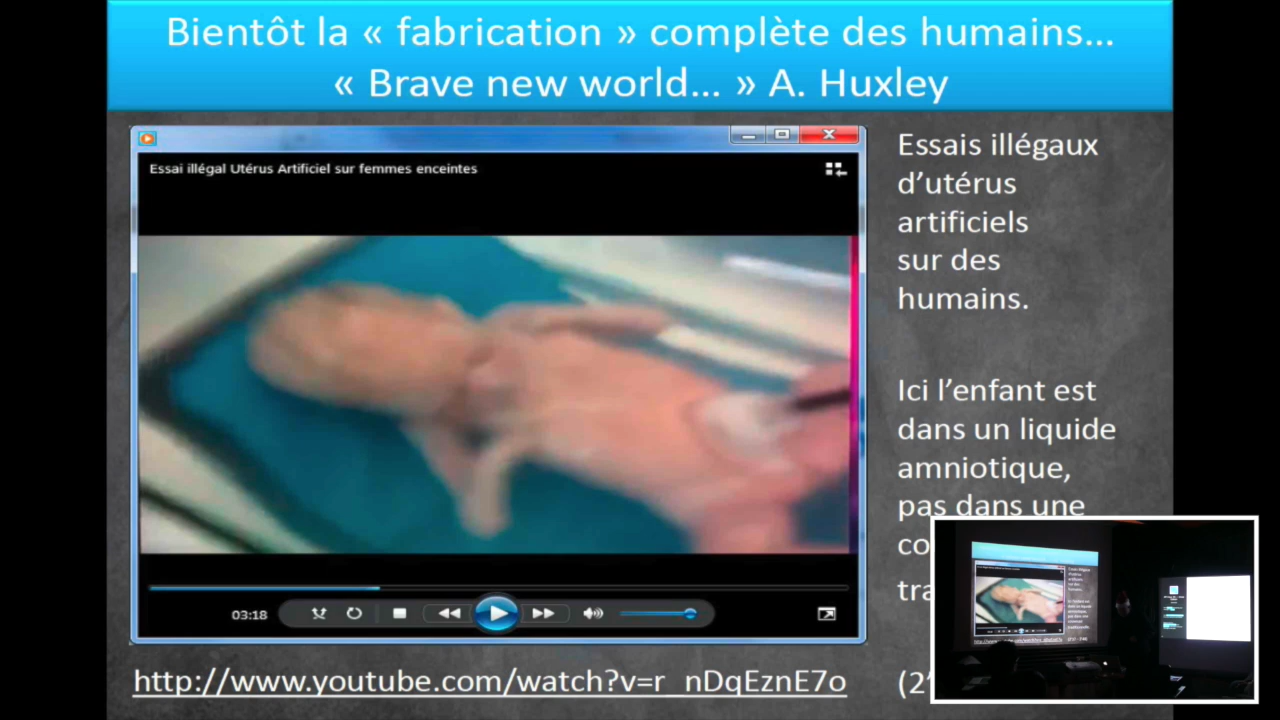 Bientôt la « fabrication » complète des humains...
« Brave new world... » A. Huxley
Essai illégal Utérus Artificiel sur femmes enceintes
03:18
http://www.youtube.com/watch?v=r_nDqEznE7o
Essais illégaux
d’utérus
artificiels
sur des
humains.
Ici l’enfant est
dans un liquide
amniotique,
pas dans une
co
tra
(2'